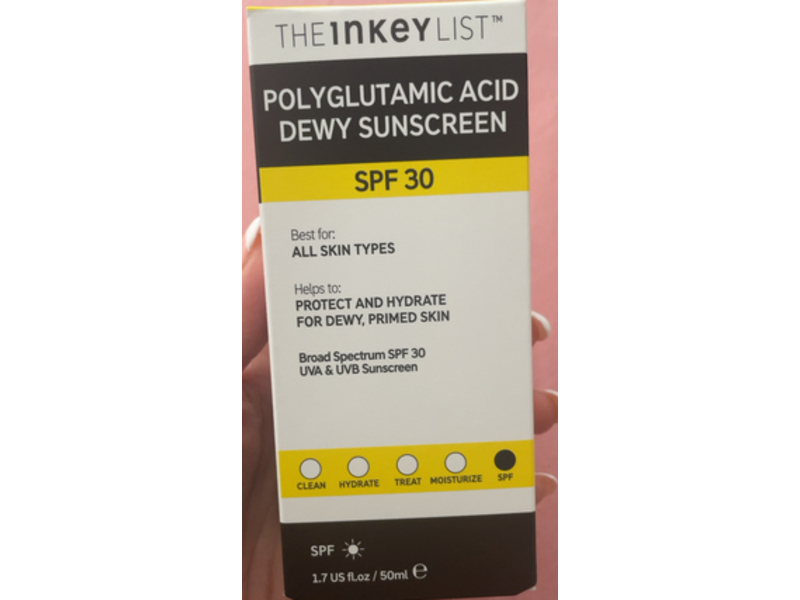 THE INKEY LIST™
POLYGLUTAMIC ACID
DEWY SUNSCREEN
SPF 30
Best for:
ALL SKIN TYPES
Helps to:
PROTECT AND HYDRATE
FOR DEWY, PRIMED SKIN
Broad Spectrum SPF 30
UVA & UVB Sunscreen
CLEAN HYDRATE TREAT MOISTURIZE SPF
SPF
1.7 US fl.oz / 50ml ℮